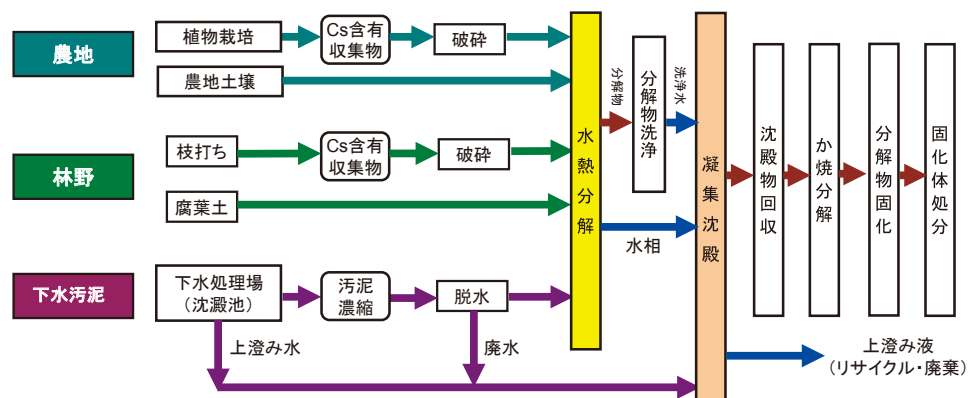 農地
植物栽培
Cs含有
収集物
破砕
農地土壌
林野
枝打ち
Cs含有
収集物
破砕
腐葉土
下水汚泥
下水処理場
（沈澱池）
汚泥
濃縮
脱水
上澄み水
廃水
水熱分解
分解物
分解物洗浄
洗浄水
水相
凝集沈殿
沈殿物回収
か焼分解
分解物固化
固化体処分
上澄み液
（リサイクル・廃棄）